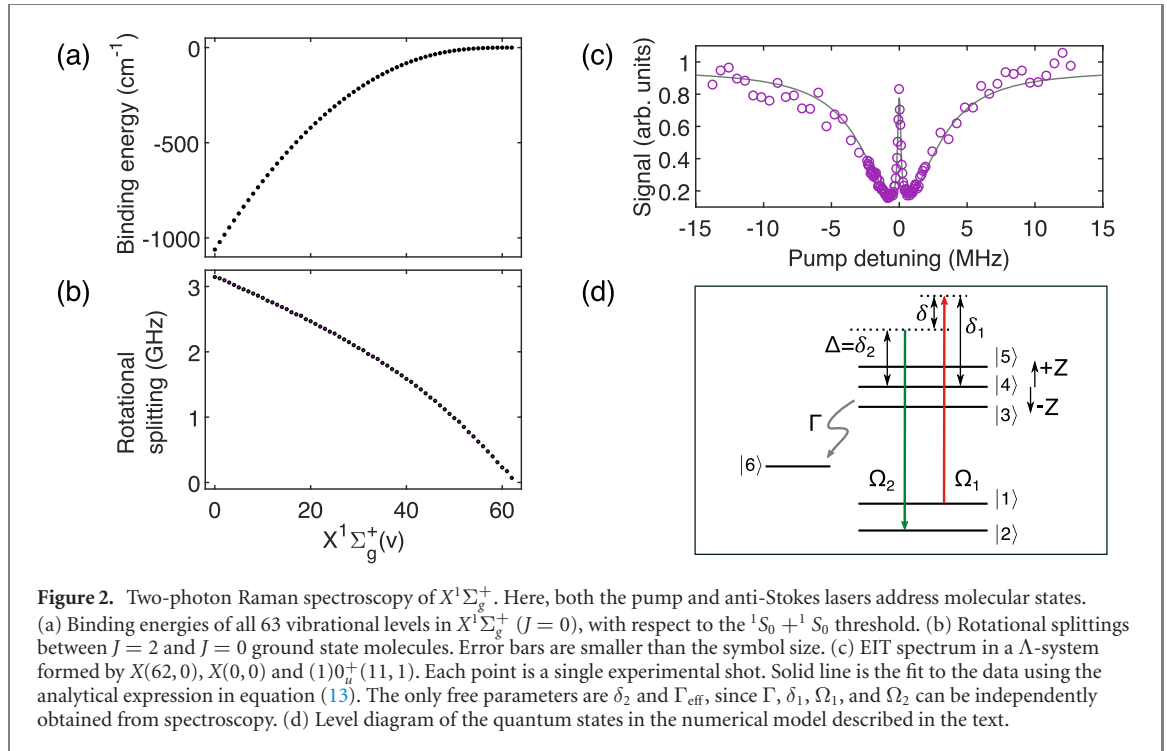 (a)
Binding energy (cm⁻¹)
0
-500
-1000
(b)
Rotational
splitting (GHz)
3
2
1
0
0 20 40 60
X¹Σ_g⁺(v)
(c)
Signal (arb. units)
1
0.8
0.6
0.4
0.2
-15 -10 -5 0 5 10 15
Pump detuning (MHz)
(d)
δ
δ₁
Δ=δ₂
|5⟩
+Z
|4⟩
-Z
|3⟩
Γ
|6⟩
Ω₂ Ω₁
|1⟩
|2⟩
Figure 2. Two-photon Raman spectroscopy of X¹Σ_g⁺. Here, both the pump and anti-Stokes lasers address molecular states.
(a) Binding energies of all 63 vibrational levels in X¹Σ_g⁺ (J = 0), with respect to the ¹S₀ + ¹S₀ threshold. (b) Rotational splittings
between J = 2 and J = 0 ground state molecules. Error bars are smaller than the symbol size. (c) EIT spectrum in a Λ-system
formed by X(62, 0), X(0, 0) and (1)0_u⁺(11, 1). Each point is a single experimental shot. Solid line is the fit to the data using the
analytical expression in equation (13). The only free parameters are δ₂ and Γ_eff, since Γ, δ₁, Ω₁, and Ω₂ can be independently
obtained from spectroscopy. (d) Level diagram of the quantum states in the numerical model described in the text.